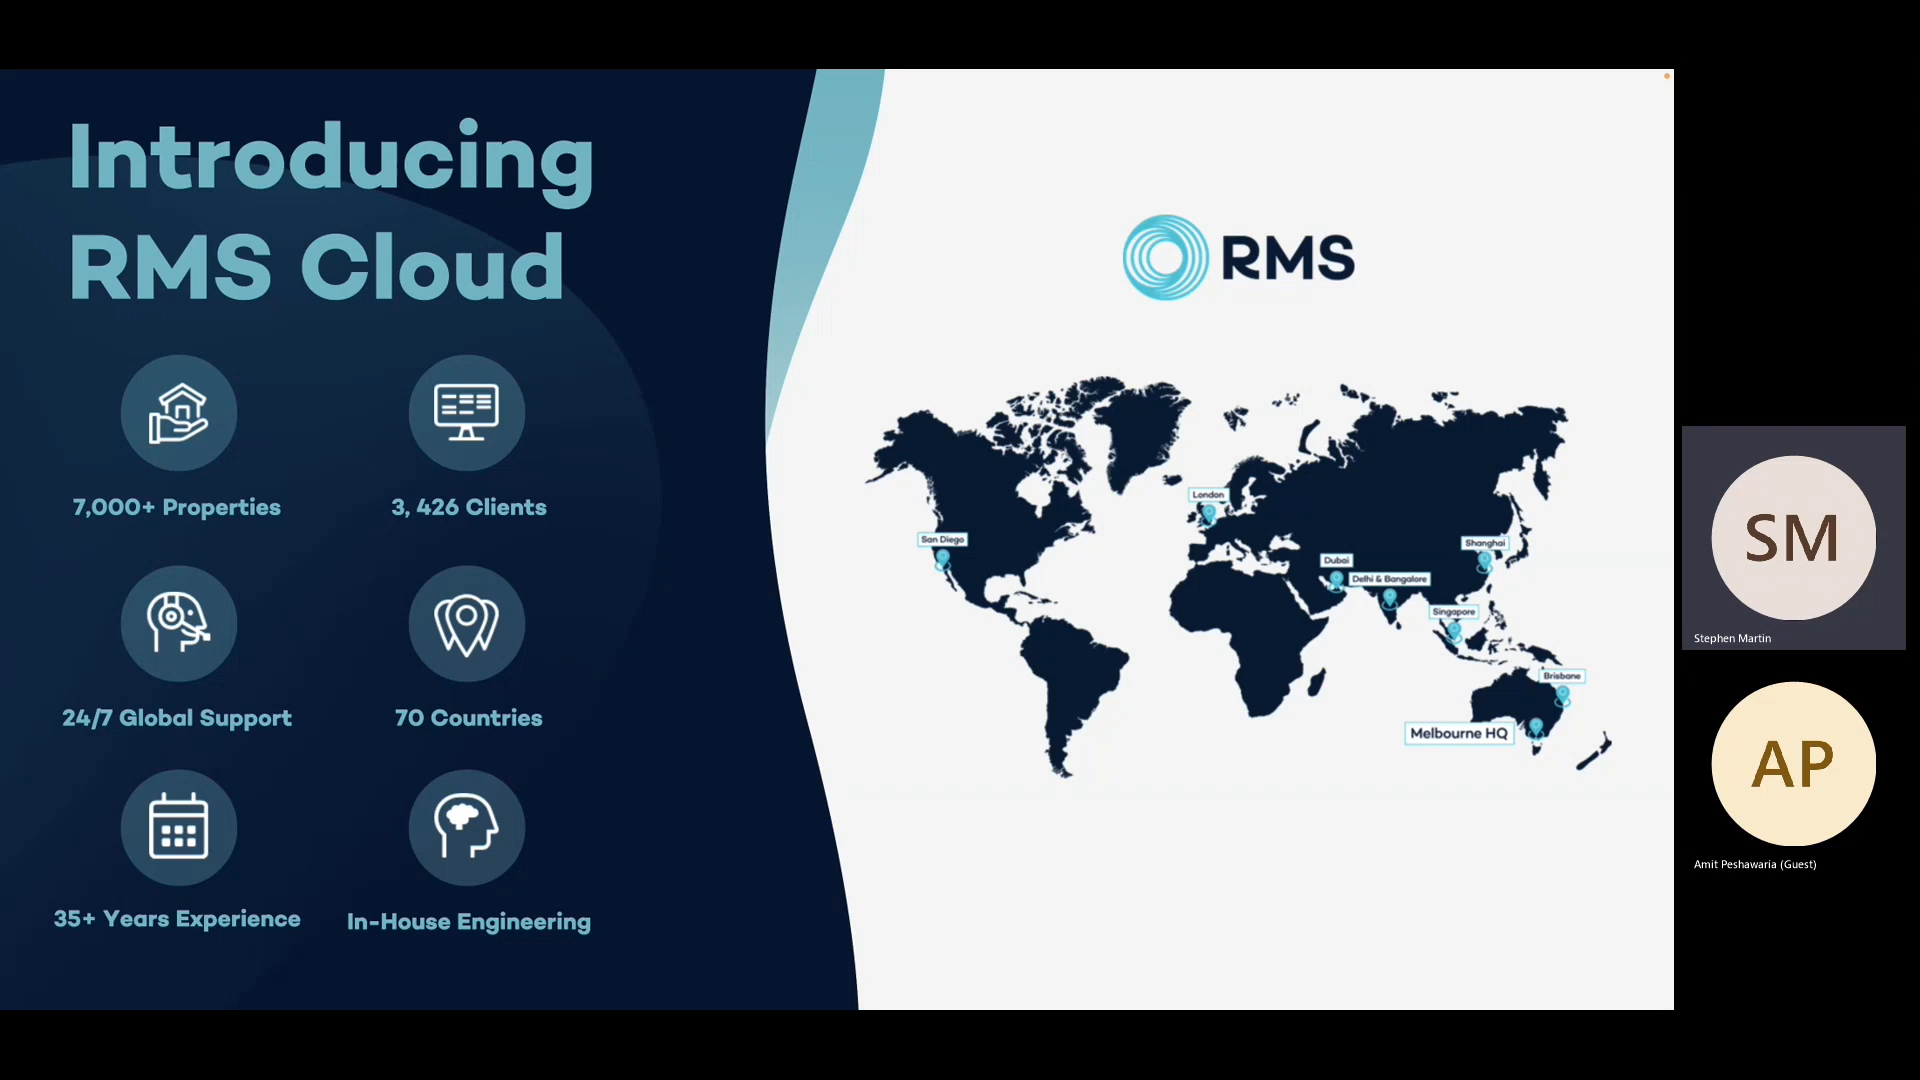 Introducing
RMS Cloud
7,000+ Properties
3, 426 Clients
24/7 Global Support
70 Countries
35+ Years Experience
In-House Engineering
RMS
London
San Diego
Shanghai
Dubai
Delhi & Bangalore
Singapore
Brisbane
Melbourne HQ
SM
Stephen Martin
AP
Amit Peshawaria (Guest)